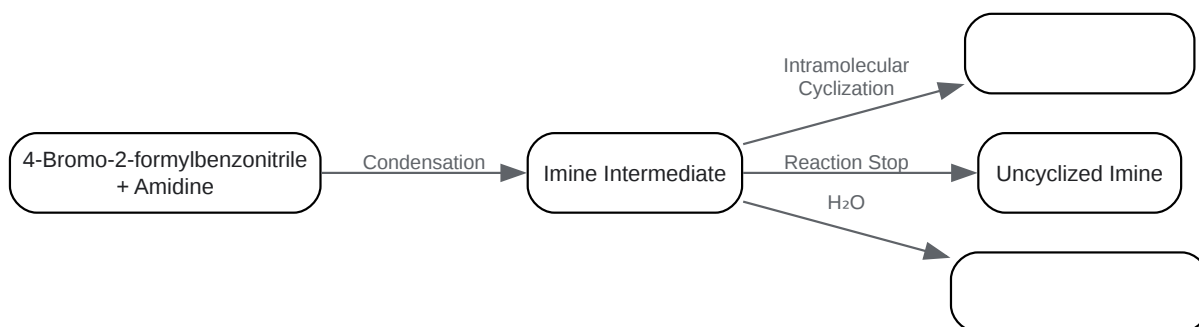 Intramolecular
Cyclization
4-Bromo-2-formylbenzonitrile
+ Amidine
Condensation
Imine Intermediate
Reaction Stop
Uncyclized Imine
H₂O